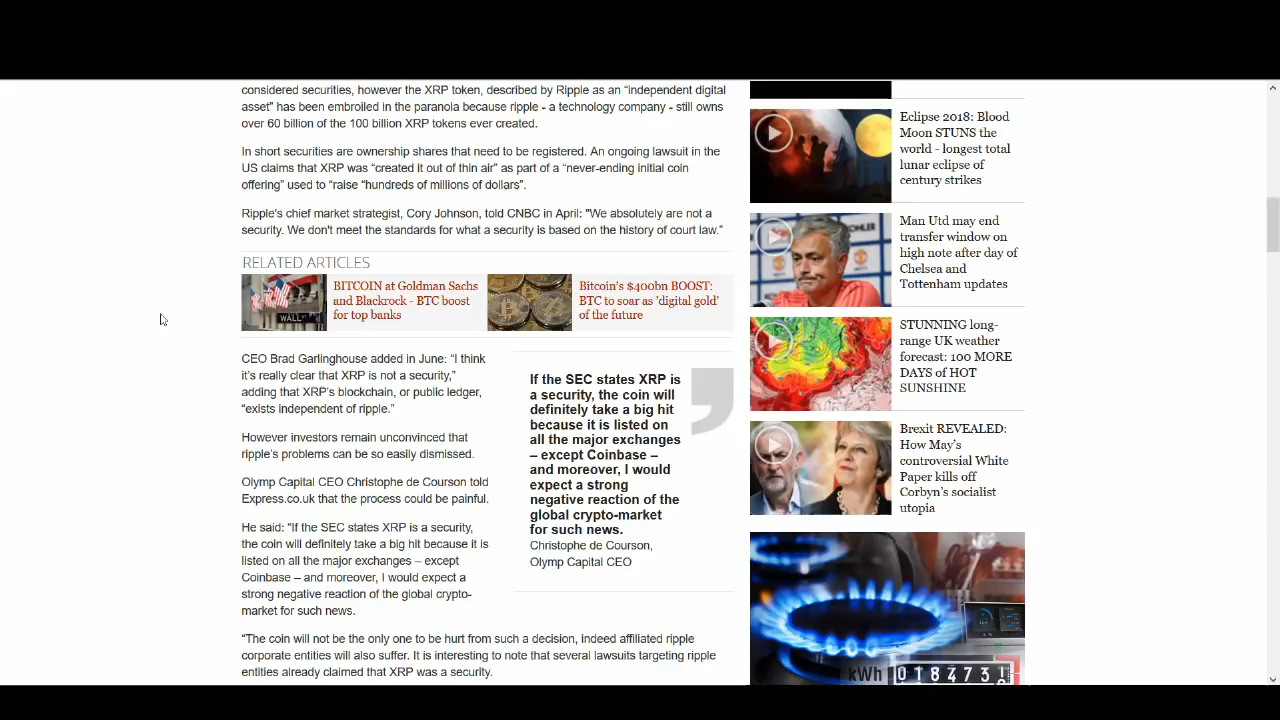 considered securities, however the XRP token, described by Ripple as an “independent digital
asset” has been embroiled in the paranoia because ripple - a technology company - still owns
over 60 billion of the 100 billion XRP tokens ever created.
In short securities are ownership shares that need to be registered. An ongoing lawsuit in the
US claims that XRP was “created it out of thin air” as part of a “never-ending initial coin
offering” used to “raise “hundreds of millions of dollars”.
Ripple's chief market strategist, Cory Johnson, told CNBC in April: "We absolutely are not a
security. We don't meet the standards for what a security is based on the history of court law.”
RELATED ARTICLES
WALL
BITCOIN at Goldman Sachs
and Blackrock - BTC boost
for top banks
Bitcoin’s $400bn BOOST:
BTC to soar as 'digital gold'
of the future
CEO Brad Garlinghouse added in June: “I think
it’s really clear that XRP is not a security,”
adding that XRP’s blockchain, or public ledger,
“exists independent of ripple.”
However investors remain unconvinced that
ripple’s problems can be so easily dismissed.
Olymp Capital CEO Christophe de Courson told
Express.co.uk that the process could be painful.
He said: “If the SEC states XRP is a security,
the coin will definitely take a big hit because it is
listed on all the major exchanges – except
Coinbase – and moreover, I would expect a
strong negative reaction of the global crypto-
market for such news.
If the SEC states XRP is
a security, the coin will
definitely take a big hit
because it is listed on
all the major exchanges
– except Coinbase –
and moreover, I would
expect a strong
negative reaction of the
global crypto-market
for such news.
Christophe de Courson,
Olymp Capital CEO
“The coin will not be the only one to be hurt from such a decision, indeed affiliated ripple
corporate entities will also suffer. It is interesting to note that several lawsuits targeting ripple
entities already claimed that XRP was a security.
Eclipse 2018: Blood
Moon STUNS the
world - longest total
lunar eclipse of
century strikes
Man Utd may end
transfer window on
high note after day of
Chelsea and
Tottenham updates
STUNNING long-
range UK weather
forecast: 100 MORE
DAYS of HOT
SUNSHINE
Brexit REVEALED:
How May’s
controversial White
Paper kills off
Corbyn’s socialist
utopia
kWh 018473